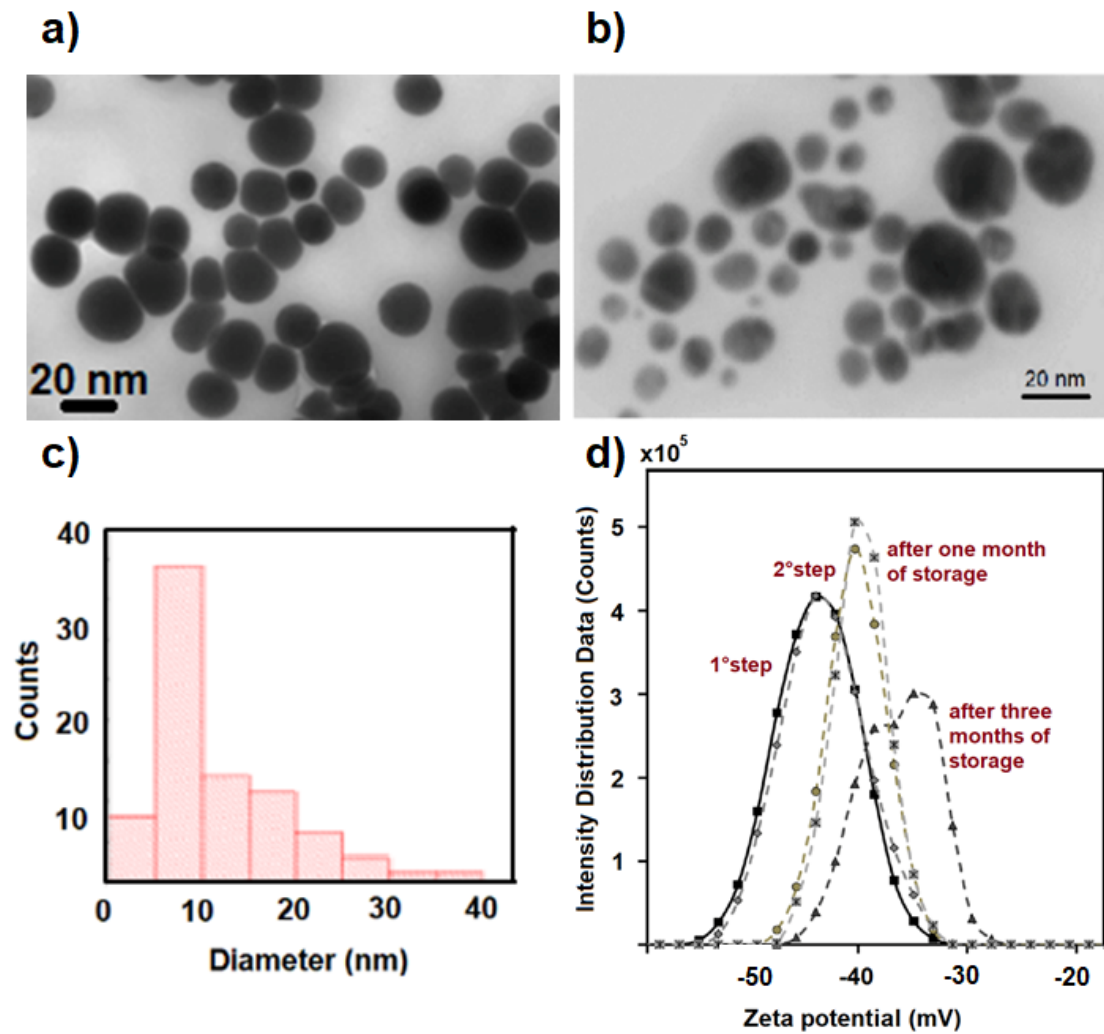 a)
b)
20 nm
20 nm
c)
40
30
20
10
Counts
0 10 20 30 40
Diameter (nm)
d)
x10⁵
5
4
3
2
1
Intensity Distribution Data (Counts)
2°step
1°step
after one month
of storage
after three
months of
storage
-50 -40 -30 -20
Zeta potential (mV)